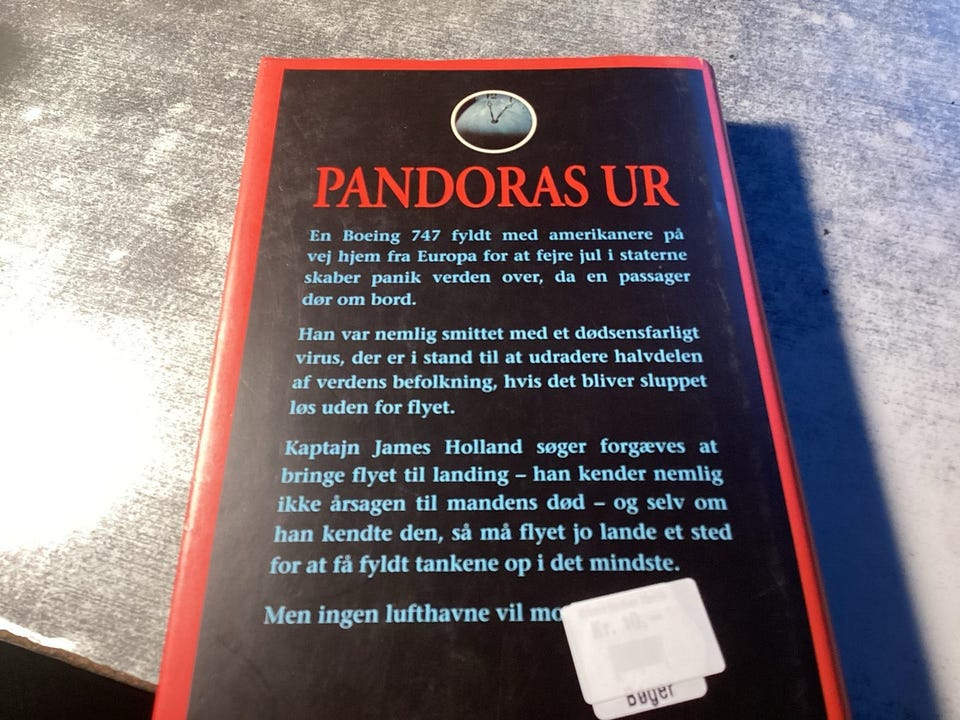 12
PANDORAS UR
En Boeing 747 fyldt med amerikanere på
vej hjem fra Europa for at fejre jul i staterne
skaber panik verden over, da en passager
dør om bord.
Han var nemlig smittet med et dødsensfarligt
virus, der er i stand til at udradere halvdelen
af verdens befolkning, hvis det bliver sluppet
løs uden for flyet.
Kaptajn James Holland søger forgæves at
bringe flyet til landing – han kender nemlig
ikke årsagen til mandens død – og selv om
han kendte den, så må flyet jo lande et sted
for at få fyldt tankene op i det mindste.
Men ingen lufthavne vil mo
Kr. 10,-
Bøger